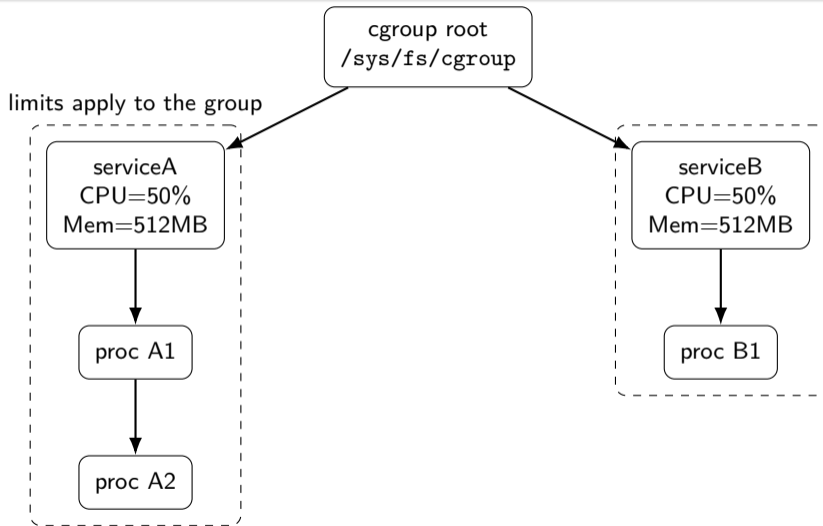 cgroup root
/sys/fs/cgroup
limits apply to the group
serviceA
CPU=50%
Mem=512MB
serviceB
CPU=50%
Mem=512MB
proc A1
proc B1
proc A2